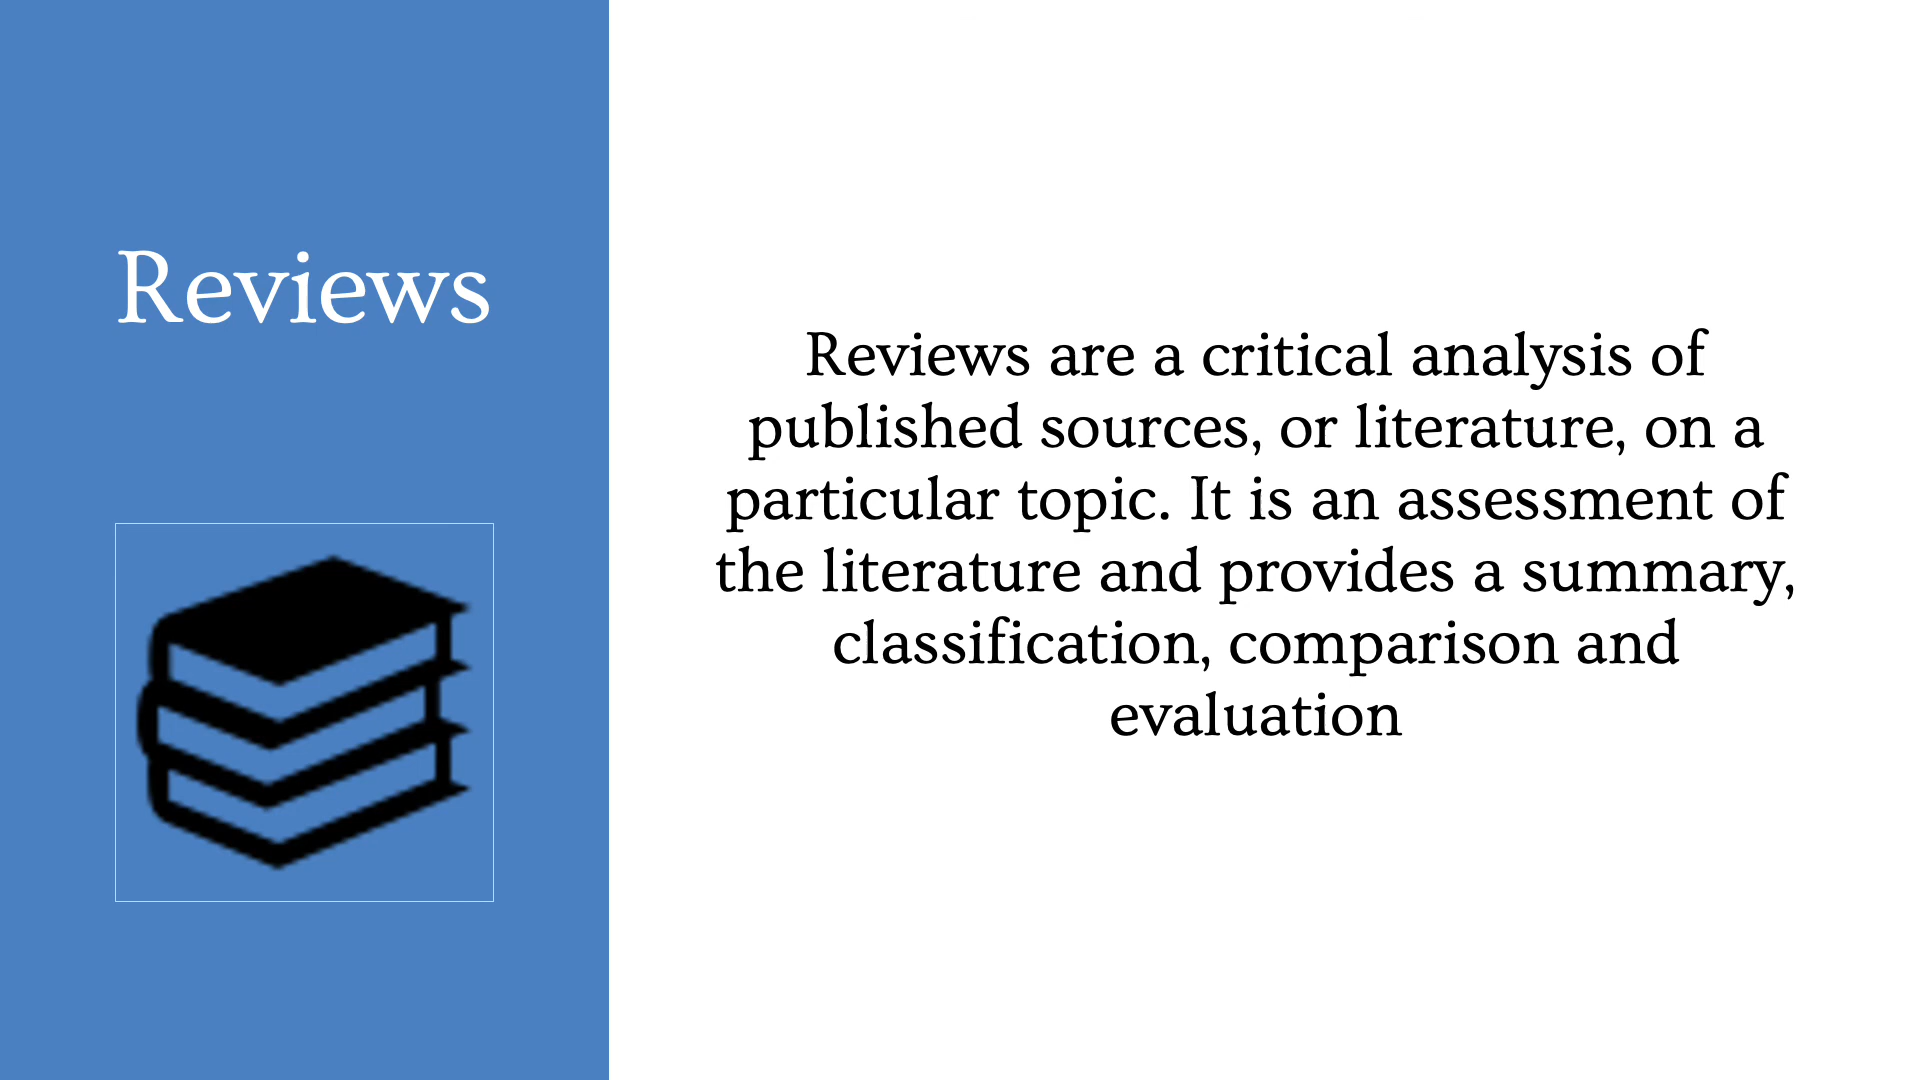 Reviews
Reviews are a critical analysis of
published sources, or literature, on a
particular topic. It is an assessment of
the literature and provides a summary,
classification, comparison and
evaluation